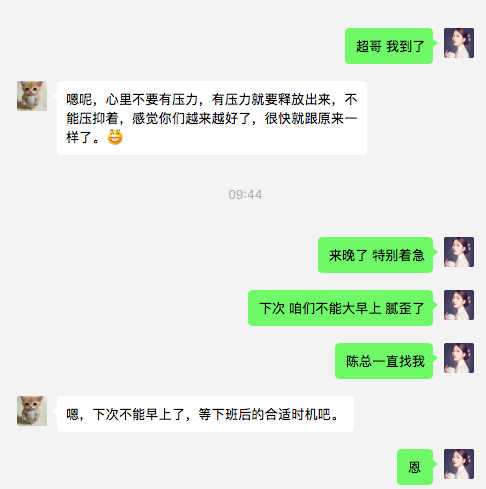 超哥 我到了
嗯呢，心里不要有压力，有压力就要释放出来，不
能压抑着，感觉你们越来越好了，很快就跟原来一
样了。😁
09:44
来晚了 特别着急
下次 咱们不能大早上 腻歪了
陈总一直找我
嗯，下次不能早上了，等下班后的合适时机吧。
恩